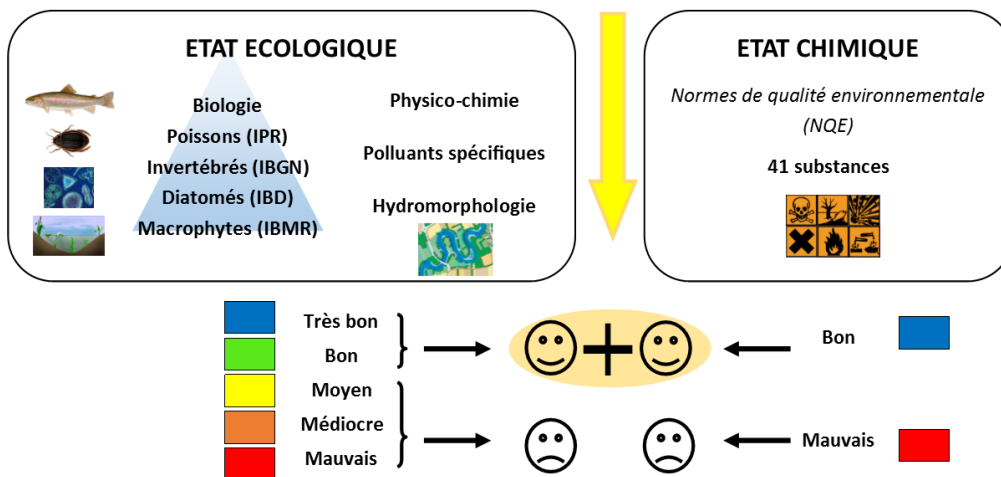 ETAT ECOLOGIQUE
Biologie
Poissons (IPR)
Invertébrés (IBGN)
Diatomés (IBD)
Macrophytes (IBMR)
Physico-chimie
Polluants spécifiques
Hydromorphologie
ETAT CHIMIQUE
Normes de qualité environnementale
(NQE)
41 substances
Très bon
Bon
Moyen
Médiocre
Mauvais
Bon
Mauvais